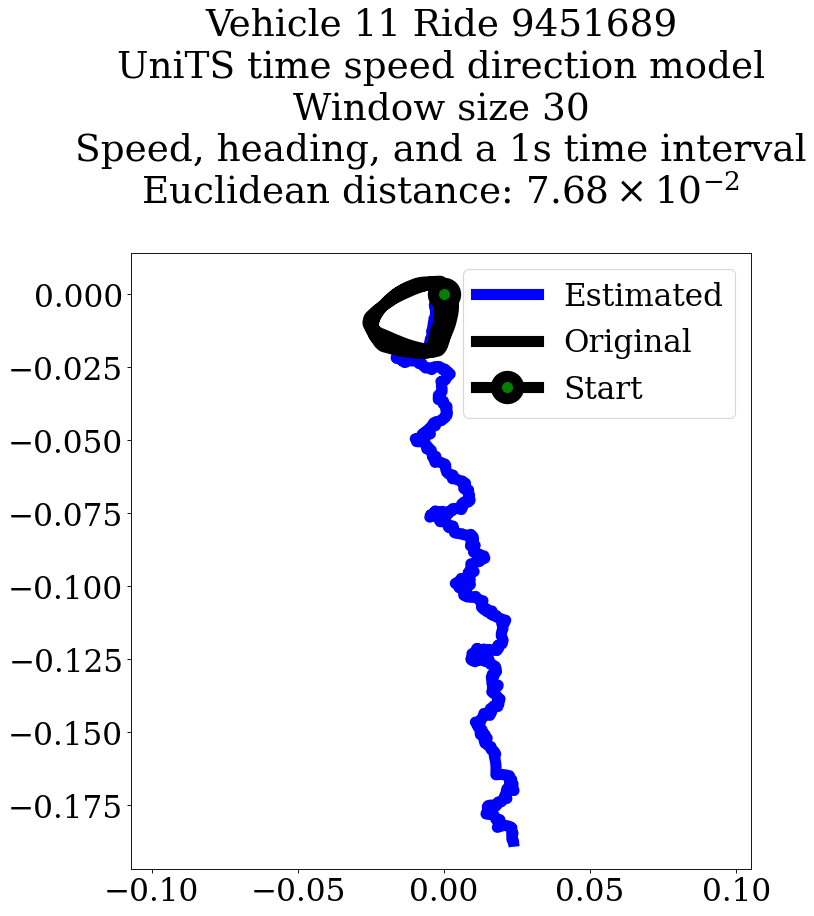 Vehicle 11 Ride 9451689
UniTS time speed direction model
Window size 30
Speed, heading, and a 1s time interval
Euclidean distance: 7.68 × 10⁻²
Estimated
Original
Start
0.000
−0.025
−0.050
−0.075
−0.100
−0.125
−0.150
−0.175
−0.10 −0.05 0.00 0.05 0.10